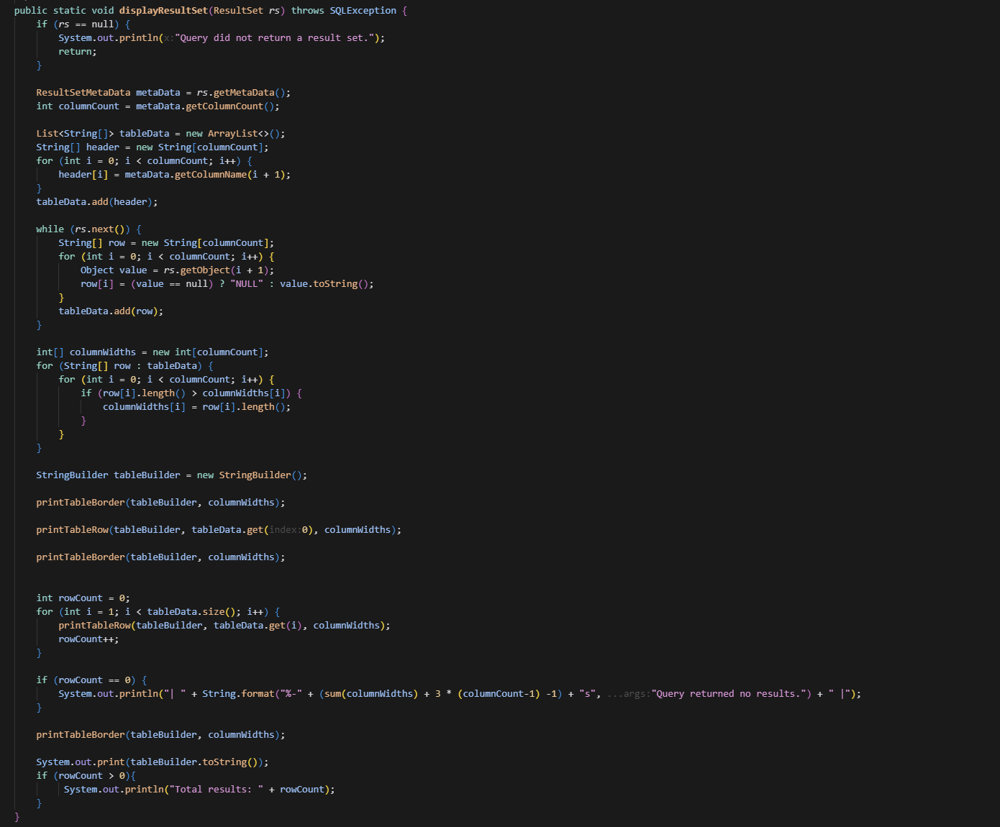 public static void displayResultSet(ResultSet rs) throws SQLException {
    if (rs == null) {
        System.out.println(x:"Query did not return a result set.");
        return;
    }

    ResultSetMetaData metaData = rs.getMetaData();
    int columnCount = metaData.getColumnCount();

    List<String[]> tableData = new ArrayList<>();
    String[] header = new String[columnCount];
    for (int i = 0; i < columnCount; i++) {
        header[i] = metaData.getColumnName(i + 1);
    }
    tableData.add(header);

    while (rs.next()) {
        String[] row = new String[columnCount];
        for (int i = 0; i < columnCount; i++) {
            Object value = rs.getObject(i + 1);
            row[i] = (value == null) ? "NULL" : value.toString();
        }
        tableData.add(row);
    }

    int[] columnWidths = new int[columnCount];
    for (String[] row : tableData) {
        for (int i = 0; i < columnCount; i++) {
            if (row[i].length() > columnWidths[i]) {
                columnWidths[i] = row[i].length();
            }
        }
    }

    StringBuilder tableBuilder = new StringBuilder();

    printTableBorder(tableBuilder, columnWidths);

    printTableRow(tableBuilder, tableData.get(index:0), columnWidths);

    printTableBorder(tableBuilder, columnWidths);


    int rowCount = 0;
    for (int i = 1; i < tableData.size(); i++) {
        printTableRow(tableBuilder, tableData.get(i), columnWidths);
        rowCount++;
    }

    if (rowCount == 0) {
        System.out.println("| " + String.format("%-" + (sum(columnWidths) + 3 * (columnCount-1) -1) + "s", ...args:"Query returned no results.") + " |");
    }

    printTableBorder(tableBuilder, columnWidths);

    System.out.print(tableBuilder.toString());
    if (rowCount > 0){
         System.out.println("Total results: " + rowCount);
    }
}